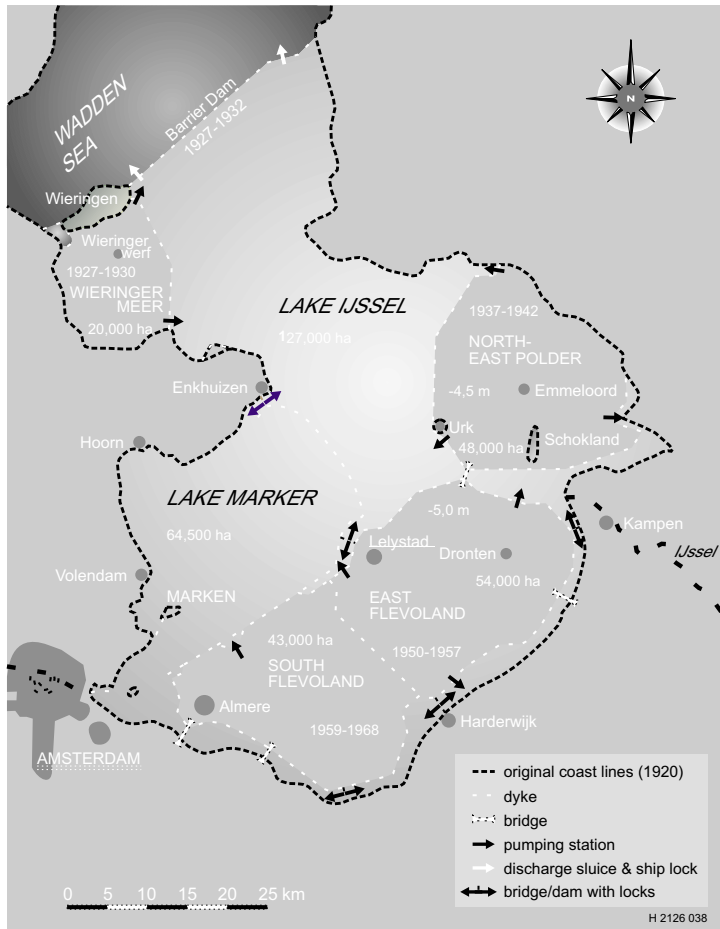 WADDEN
SEA
Barrier Dam
1927-1932
N
Wieringen
Wieringer
werf
1927-1930
WIERINGER
MEER
20,000 ha
LAKE IJSSEL
127,000 ha
1937-1942
NORTH-
EAST POLDER
-4,5 m
Emmeloord
Urk
48,000 ha
Schokland
Enkhuizen
Hoorn
LAKE MARKER
64,500 ha
-5,0 m
Lelystad
Dronten
54,000 ha
Kampen
IJssel
Volendam
MARKEN
EAST
FLEVOLAND
1950-1957
43,000 ha
SOUTH
FLEVOLAND
Almere
1959-1968
Harderwijk
AMSTERDAM
original coast lines (1920)
dyke
bridge
pumping station
discharge sluice & ship lock
bridge/dam with locks
0 5 10 15 20 25 km
H 2126 038